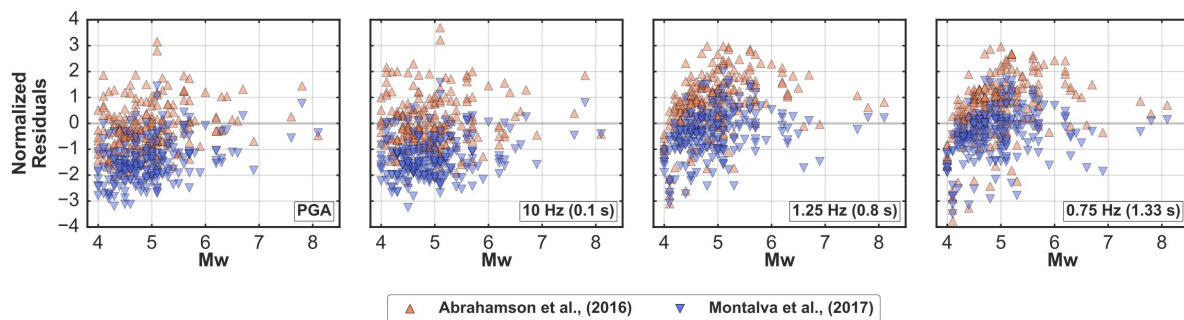 Normalized
Residuals
4
3
2
1
0
−1
−2
−3
−4
PGA
10 Hz (0.1 s)
1.25 Hz (0.8 s)
0.75 Hz (1.33 s)
4 5 6 7 8
4 5 6 7 8
4 5 6 7 8
4 5 6 7 8
Mw
Mw
Mw
Mw
Abrahamson et al., (2016)
Montalva et al., (2017)